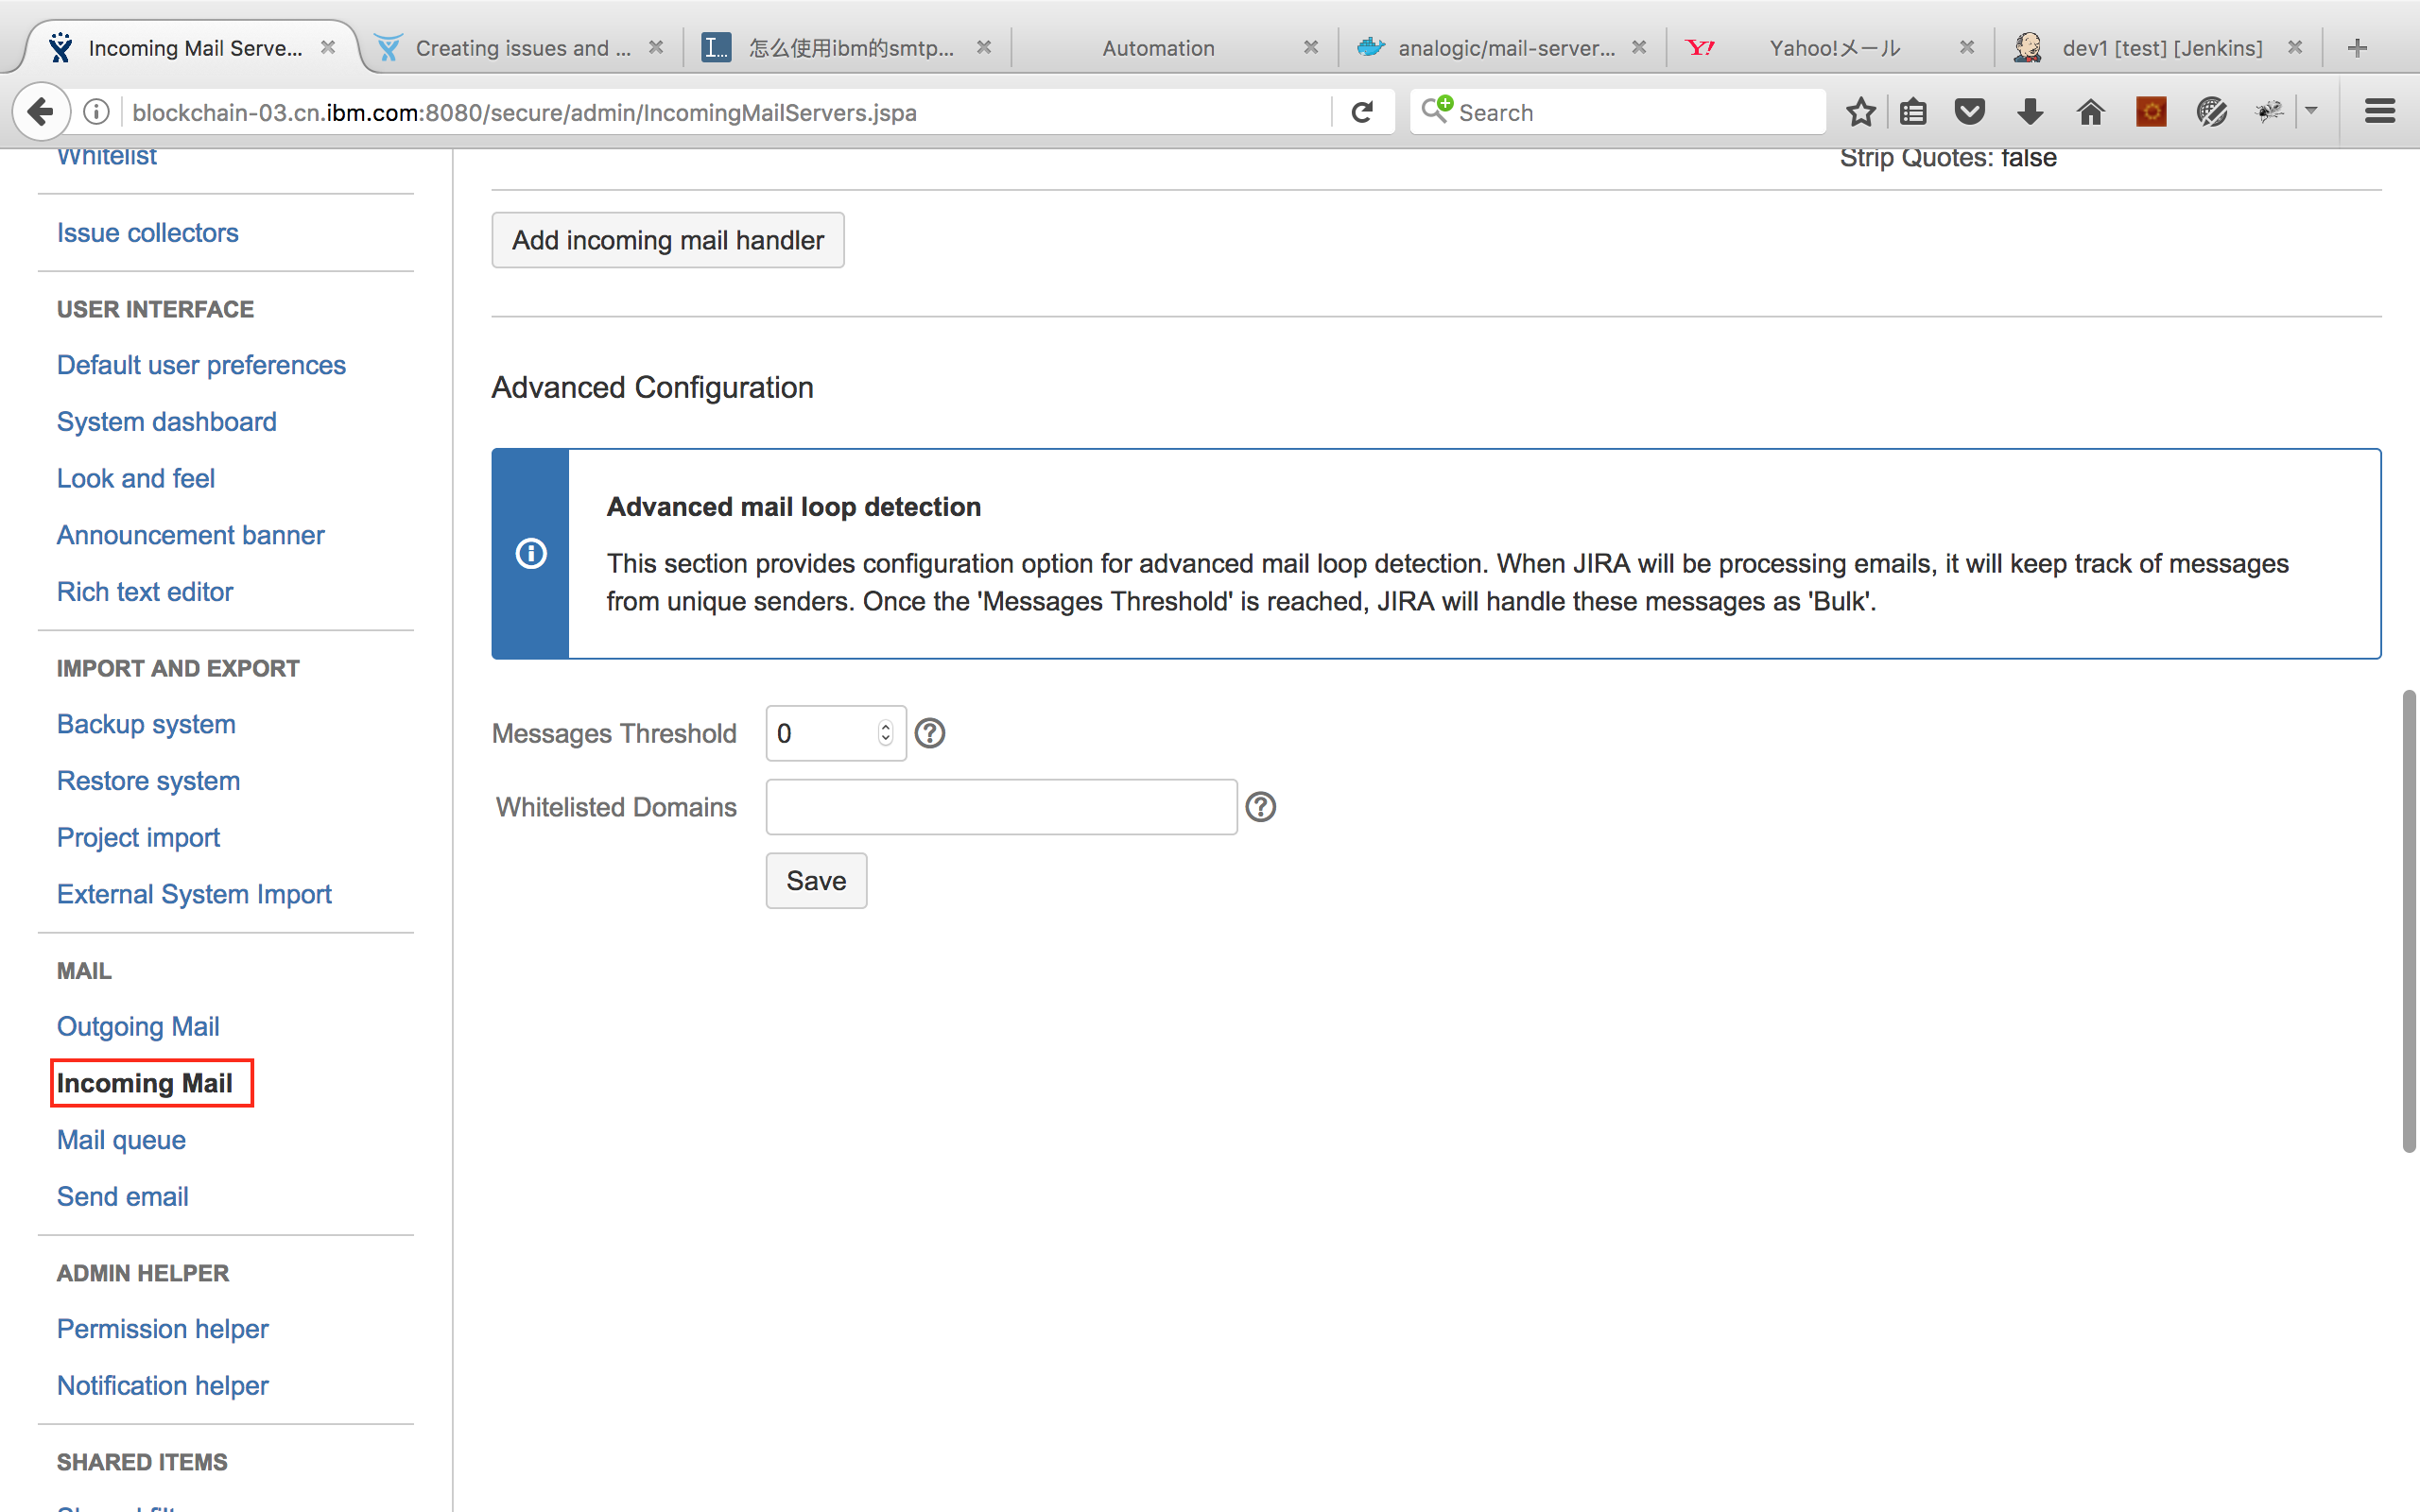 Incoming Mail Serve...
Creating issues and ...
I...
怎么使用ibm的smtp...
Automation
analogic/mail-server...
Y!
Yahoo!メール
dev1 [test] [Jenkins]
blockchain-03.cn.ibm.com:8080/secure/admin/IncomingMailServers.jspa
Search
Whitelist
Issue collectors
USER INTERFACE
Default user preferences
System dashboard
Look and feel
Announcement banner
Rich text editor
IMPORT AND EXPORT
Backup system
Restore system
Project import
External System Import
MAIL
Outgoing Mail
Incoming Mail
Mail queue
Send email
ADMIN HELPER
Permission helper
Notification helper
SHARED ITEMS
Strip Quotes: false
Add incoming mail handler
Advanced Configuration
Advanced mail loop detection
This section provides configuration option for advanced mail loop detection. When JIRA will be processing emails, it will keep track of messages
from unique senders. Once the 'Messages Threshold' is reached, JIRA will handle these messages as 'Bulk'.
Messages Threshold 0
Whitelisted Domains
Save